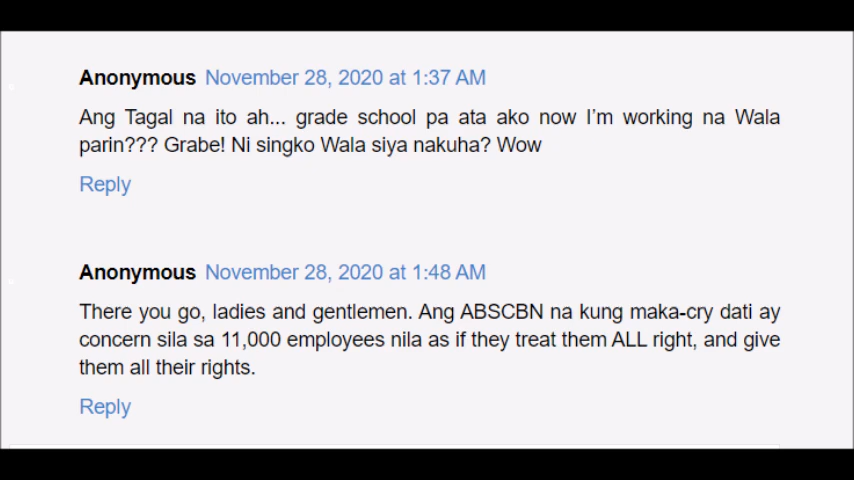 Anonymous November 28, 2020 at 1:37 AM
Ang Tagal na ito ah... grade school pa ata ako now I'm working na Wala
parin??? Grabe! Ni singko Wala siya nakuha? Wow
Reply
Anonymous November 28, 2020 at 1:48 AM
There you go, ladies and gentlemen. Ang ABSCBN na kung maka-cry dati ay
concern sila sa 11,000 employees nila as if they treat them ALL right, and give
them all their rights.
Reply